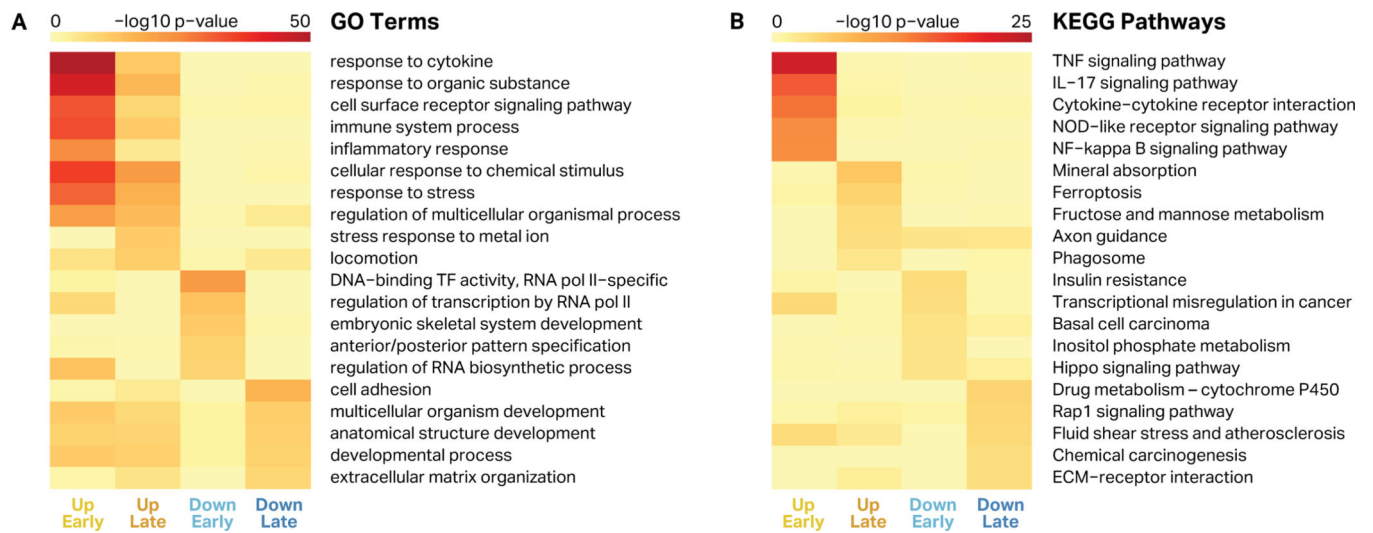 A
0 −log10 p−value 50
GO Terms
response to cytokine
response to organic substance
cell surface receptor signaling pathway
immune system process
inflammatory response
cellular response to chemical stimulus
response to stress
regulation of multicellular organismal process
stress response to metal ion
locomotion
DNA−binding TF activity, RNA pol II−specific
regulation of transcription by RNA pol II
embryonic skeletal system development
anterior/posterior pattern specification
regulation of RNA biosynthetic process
cell adhesion
multicellular organism development
anatomical structure development
developmental process
extracellular matrix organization
Up Up Down Down
Early Late Early Late
B
0 −log10 p−value 25
KEGG Pathways
TNF signaling pathway
IL−17 signaling pathway
Cytokine−cytokine receptor interaction
NOD−like receptor signaling pathway
NF−kappa B signaling pathway
Mineral absorption
Ferroptosis
Fructose and mannose metabolism
Axon guidance
Phagosome
Insulin resistance
Transcriptional misregulation in cancer
Basal cell carcinoma
Inositol phosphate metabolism
Hippo signaling pathway
Drug metabolism – cytochrome P450
Rap1 signaling pathway
Fluid shear stress and atherosclerosis
Chemical carcinogenesis
ECM−receptor interaction
Up Up Down Down
Early Late Early Late